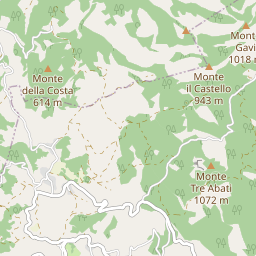 Monte
Gavi
1018 m
Monte
della Costa
614 m
Monte
il Castello
943 m
Monte
Tre Abati
1072 m